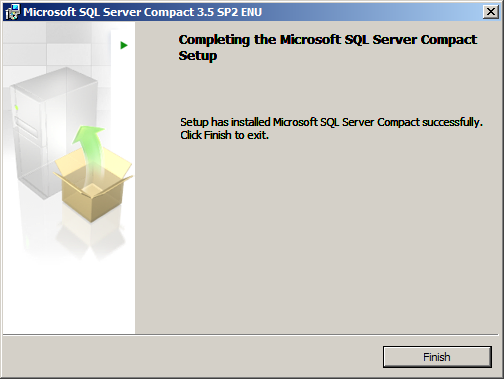 Microsoft SQL Server Compact 3.5 SP2 ENU
Completing the Microsoft SQL Server Compact
Setup
Setup has installed Microsoft SQL Server Compact successfully.
Click Finish to exit.
Finish